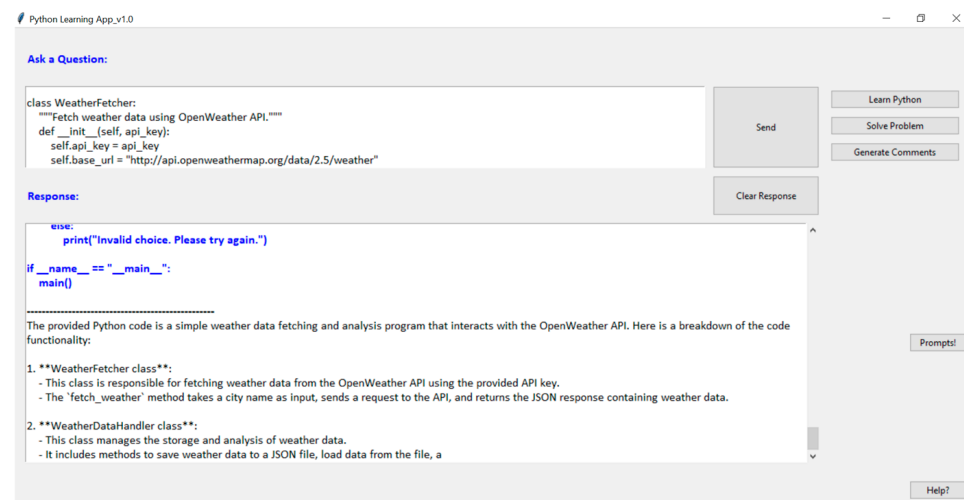 Python Learning App_v1.0
Ask a Question:
class WeatherFetcher:
"""Fetch weather data using OpenWeather API."""
def __init__(self, api_key):
self.api_key = api_key
self.base_url = "http://api.openweathermap.org/data/2.5/weather"
Send
Learn Python
Solve Problem
Generate Comments
Response:
Clear Response
else:
print("Invalid choice. Please try again.")
if __name__ == "__main__":
main()
--------------------------------------------------
The provided Python code is a simple weather data fetching and analysis program that interacts with the OpenWeather API. Here is a breakdown of the code
functionality:
1. **WeatherFetcher class**:
- This class is responsible for fetching weather data from the OpenWeather API using the provided API key.
- The `fetch_weather` method takes a city name as input, sends a request to the API, and returns the JSON response containing weather data.
2. **WeatherDataHandler class**:
- This class manages the storage and analysis of weather data.
- It includes methods to save weather data to a JSON file, load data from the file, a
Prompts!
Help?